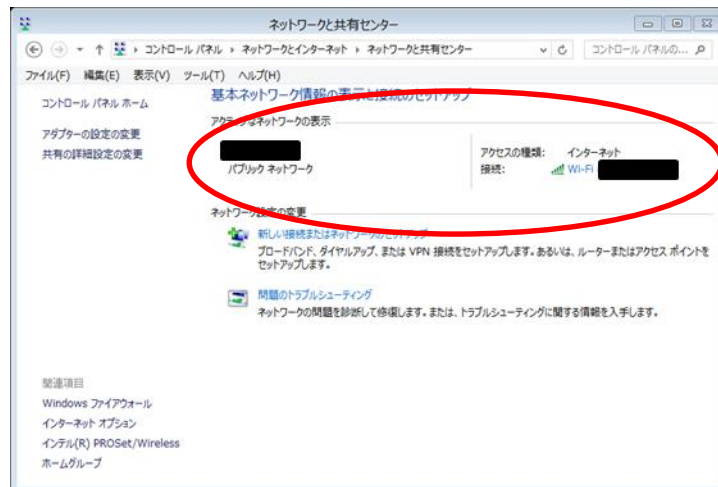 ネットワークと共有センター
コントロール パネル ▸ ネットワークとインターネット ▸ ネットワークと共有センター
コントロール パネルの...
ファイル(F) 編集(E) 表示(V) ツール(T) ヘルプ(H)
コントロール パネル ホーム
アダプターの設定の変更
共有の詳細設定の変更
基本ネットワーク情報の表示と接続のセットアップ
アクティブなネットワークの表示
パブリック ネットワーク
アクセスの種類: インターネット
接続: Wi-Fi
ネットワーク設定の変更
新しい接続またはネットワークのセットアップ
ブロードバンド、ダイヤルアップ、または VPN 接続をセットアップします。あるいは、ルーターまたはアクセス ポイントを
セットアップします。
問題のトラブルシューティング
ネットワークの問題を診断して修復します。または、トラブルシューティングに関する情報を入手します。
関連項目
Windows ファイアウォール
インターネット オプション
インテル(R) PROSet/Wireless
ホームグループ